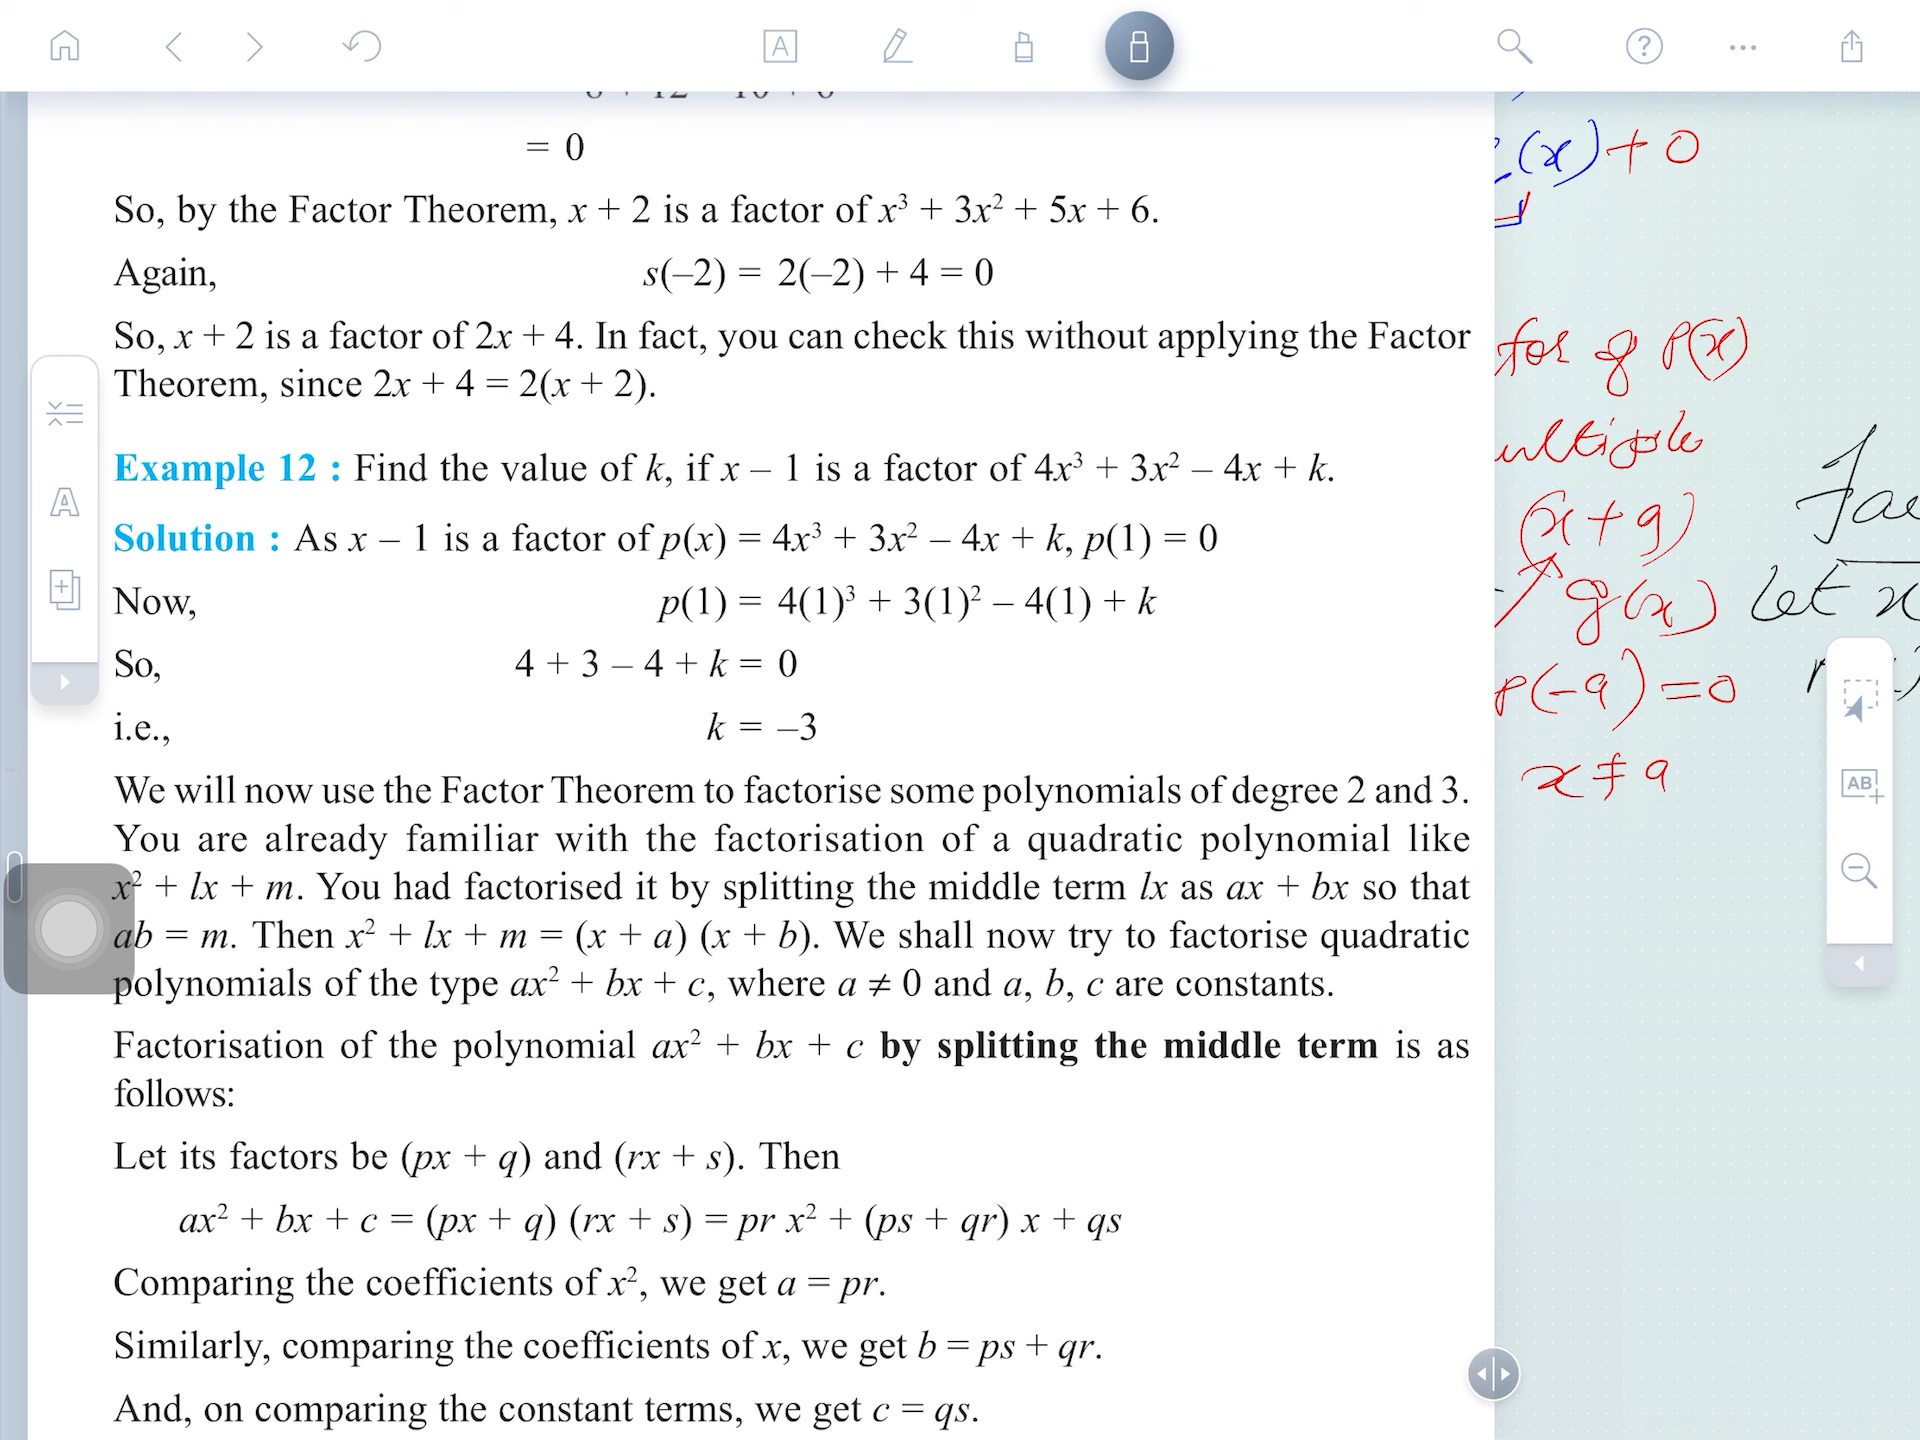 = 0
So, by the Factor Theorem, x + 2 is a factor of x³ + 3x² + 5x + 6.
Again, s(–2) = 2(–2) + 4 = 0
So, x + 2 is a factor of 2x + 4. In fact, you can check this without applying the Factor
Theorem, since 2x + 4 = 2(x + 2).
Example 12 : Find the value of k, if x – 1 is a factor of 4x³ + 3x² – 4x + k.
Solution : As x – 1 is a factor of p(x) = 4x³ + 3x² – 4x + k, p(1) = 0
Now, p(1) = 4(1)³ + 3(1)² – 4(1) + k
So, 4 + 3 – 4 + k = 0
i.e., k = –3
We will now use the Factor Theorem to factorise some polynomials of degree 2 and 3.
You are already familiar with the factorisation of a quadratic polynomial like
x² + lx + m. You had factorised it by splitting the middle term lx as ax + bx so that
ab = m. Then x² + lx + m = (x + a) (x + b). We shall now try to factorise quadratic
polynomials of the type ax² + bx + c, where a ≠ 0 and a, b, c are constants.
Factorisation of the polynomial ax² + bx + c by splitting the middle term is as
follows:
Let its factors be (px + q) and (rx + s). Then
ax² + bx + c = (px + q) (rx + s) = pr x² + (ps + qr) x + qs
Comparing the coefficients of x², we get a = pr.
Similarly, comparing the coefficients of x, we get b = ps + qr.
And, on comparing the constant terms, we get c = qs.
(x) + 0
p(x)
(x + a)
g(x)
p(-a) = 0
x ≠ a
Let x
A
A
AB